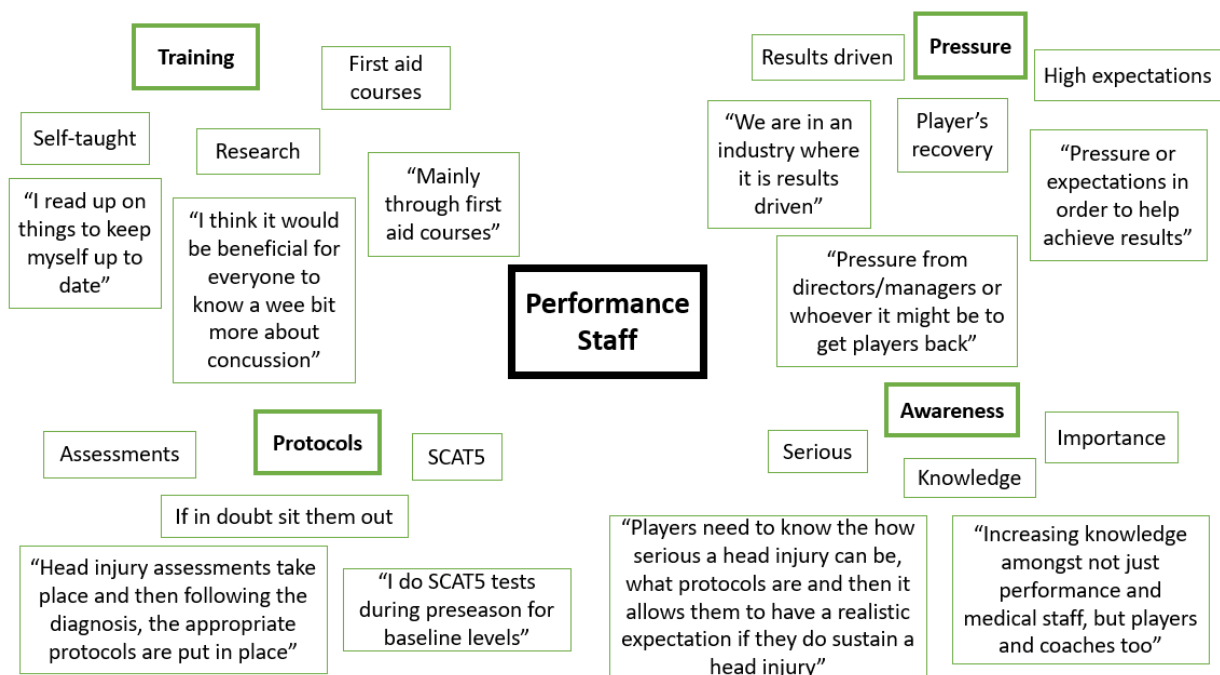 Training
First aid
courses
Self-taught
Research
“I read up on
things to keep
myself up to
date”
“I think it would
be beneficial for
everyone to
know a wee bit
more about
concussion”
“Mainly
through first
aid courses”
Pressure
Results driven
High expectations
“We are in an
industry where
it is results
driven”
Player’s
recovery
“Pressure or
expectations in
order to help
achieve results”
“Pressure from
directors/managers or
whoever it might be to
get players back”
Performance
Staff
Protocols
Assessments
SCAT5
If in doubt sit them out
“Head injury assessments take
place and then following the
diagnosis, the appropriate
protocols are put in place”
“I do SCAT5 tests
during preseason for
baseline levels”
Awareness
Serious
Importance
Knowledge
“Players need to know the how
serious a head injury can be,
what protocols are and then it
allows them to have a realistic
expectation if they do sustain a
head injury”
“Increasing knowledge
amongst not just
performance and
medical staff, but players
and coaches too”